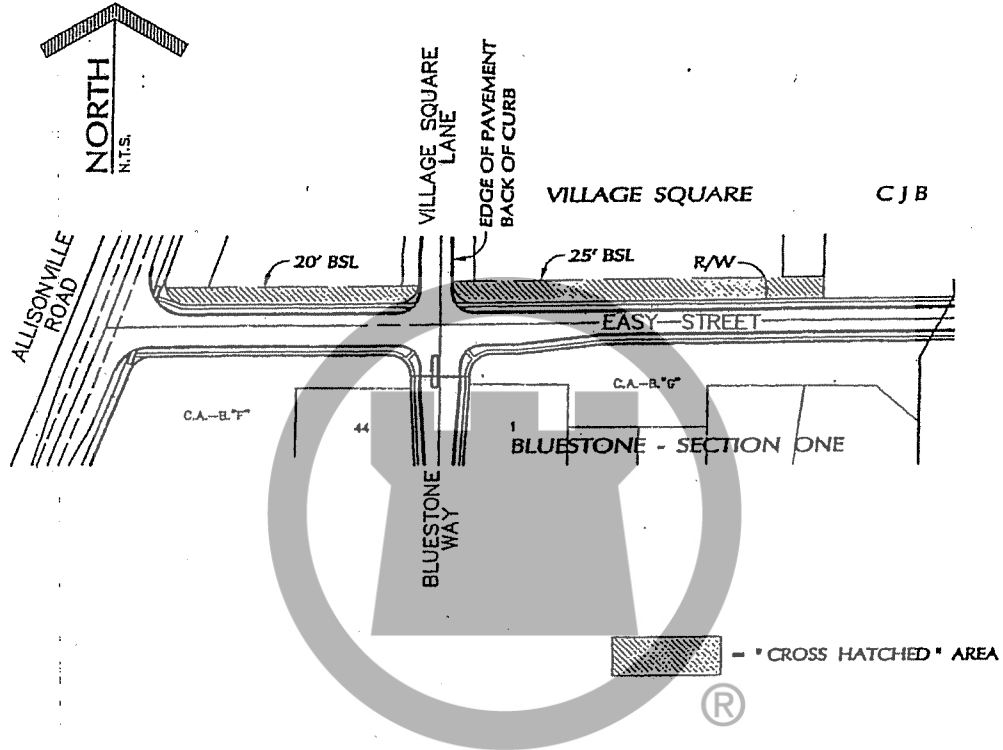 NORTH
N.T.S.
VILLAGE SQUARE
LANE
EDGE OF PAVEMENT
BACK OF CURB
VILLAGE SQUARE
C J B
ALLISONVILLE
ROAD
20' BSL
25' BSL
R/W
EASY STREET
C.A.-B."F"
44
1
C.A.-B."G"
BLUESTONE - SECTION ONE
BLUESTONE
WAY
= "CROSS HATCHED" AREA
®